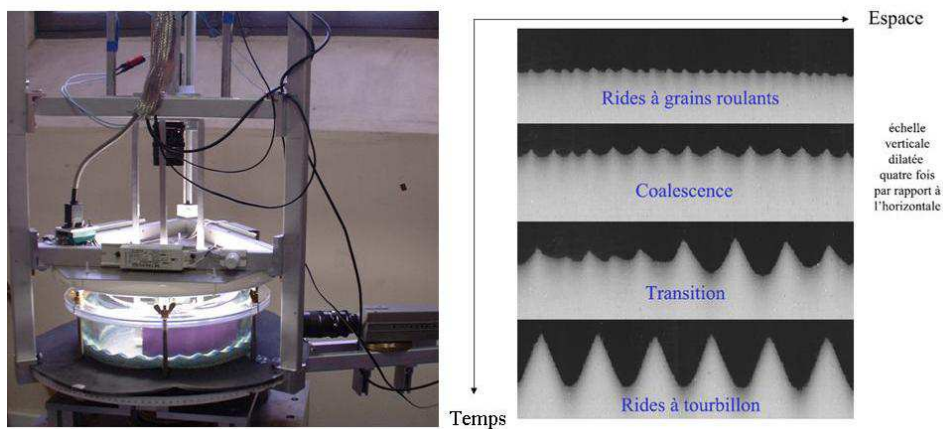 Espace
Rides à grains roulants
échelle
verticale
dilatée
quatre fois
par rapport à
l'horizontale
Coalescence
Transition
Rides à tourbillon
Temps